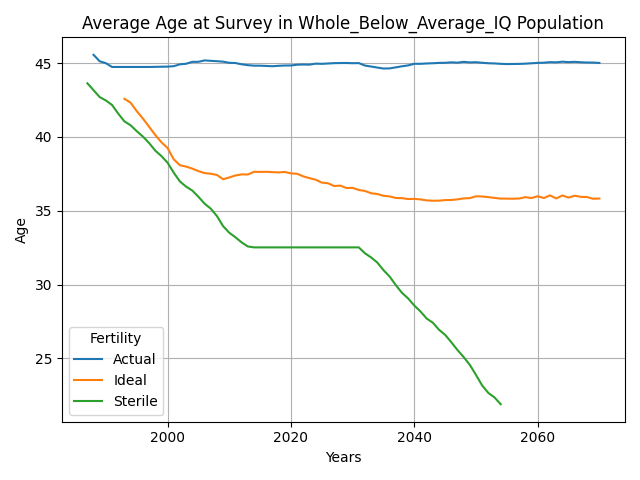 Average Age at Survey in Whole_Below_Average_IQ Population
45
40
35
30
25
Age
Fertility
Actual
Ideal
Sterile
2000 2020 2040 2060
Years